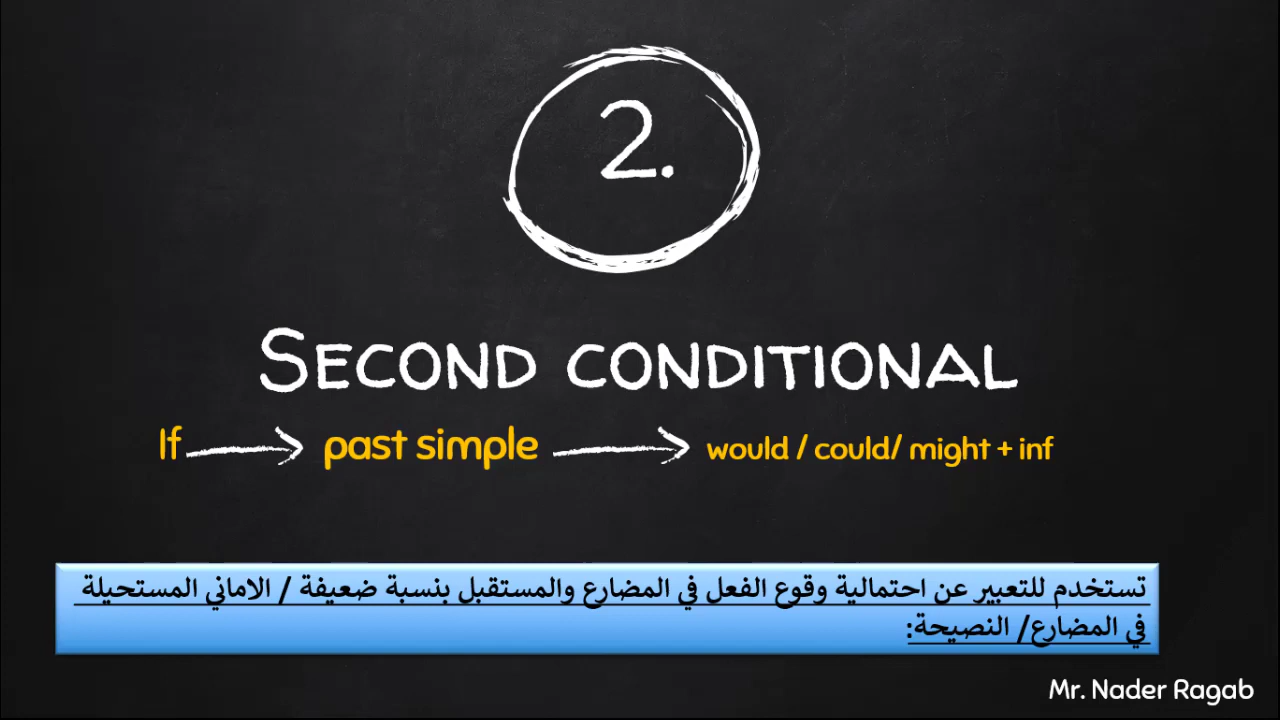 2.
SECOND CONDITIONAL
If past simple would / could/ might + inf
تستخدم للتعبير عن احتمالية وقوع الفعل في المضارع والمستقبل بنسبة ضعيفة / الاماني المستحيلة
في المضارع/ النصيحة:
Mr. Nader Ragab